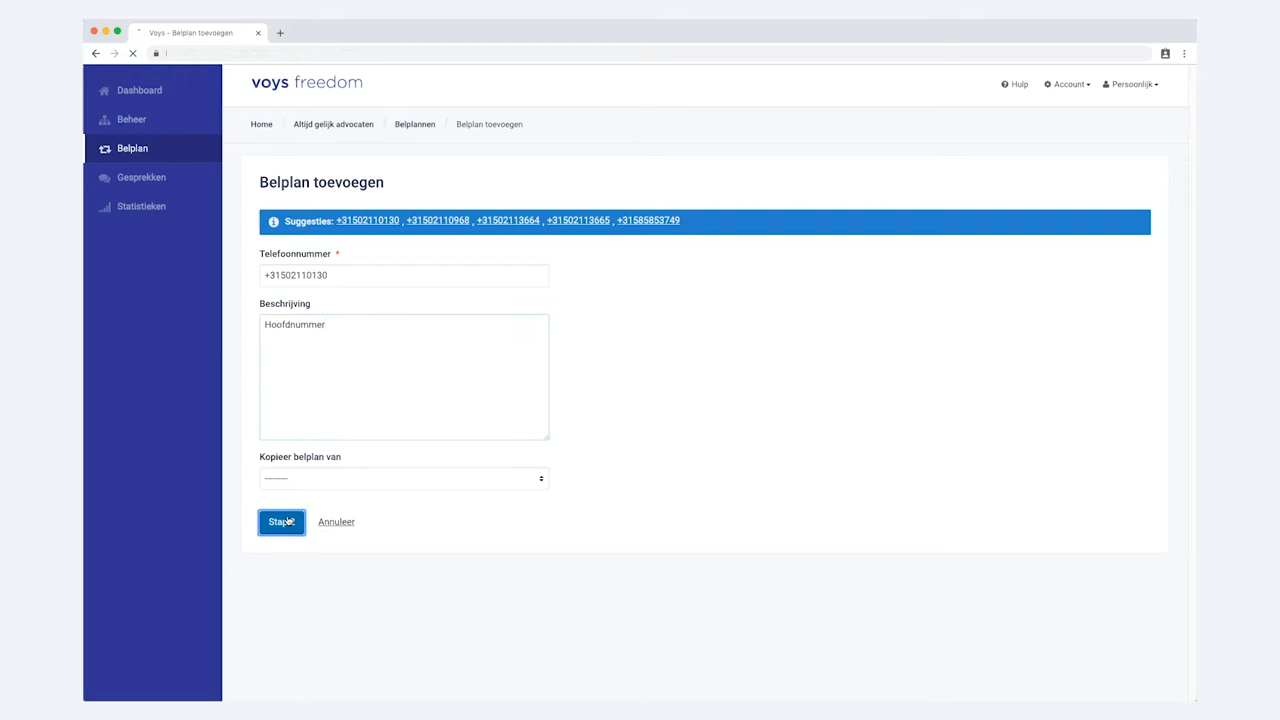 Voys - Belplan toevoegen
Dashboard
Beheer
Belplan
Gesprekken
Statistieken
voys freedom
Hulp
Account
Persoonlijk
Home
Altijd gelijk advocaten
Belplannen
Belplan toevoegen
Belplan toevoegen
Suggesties: +31502110130 , +31502110968 , +31502113664 , +31502113665 , +31585853749
Telefoonnummer *
+31502110130
Beschrijving
Hoofdnummer
Kopieer belplan van
---------
Annuleer